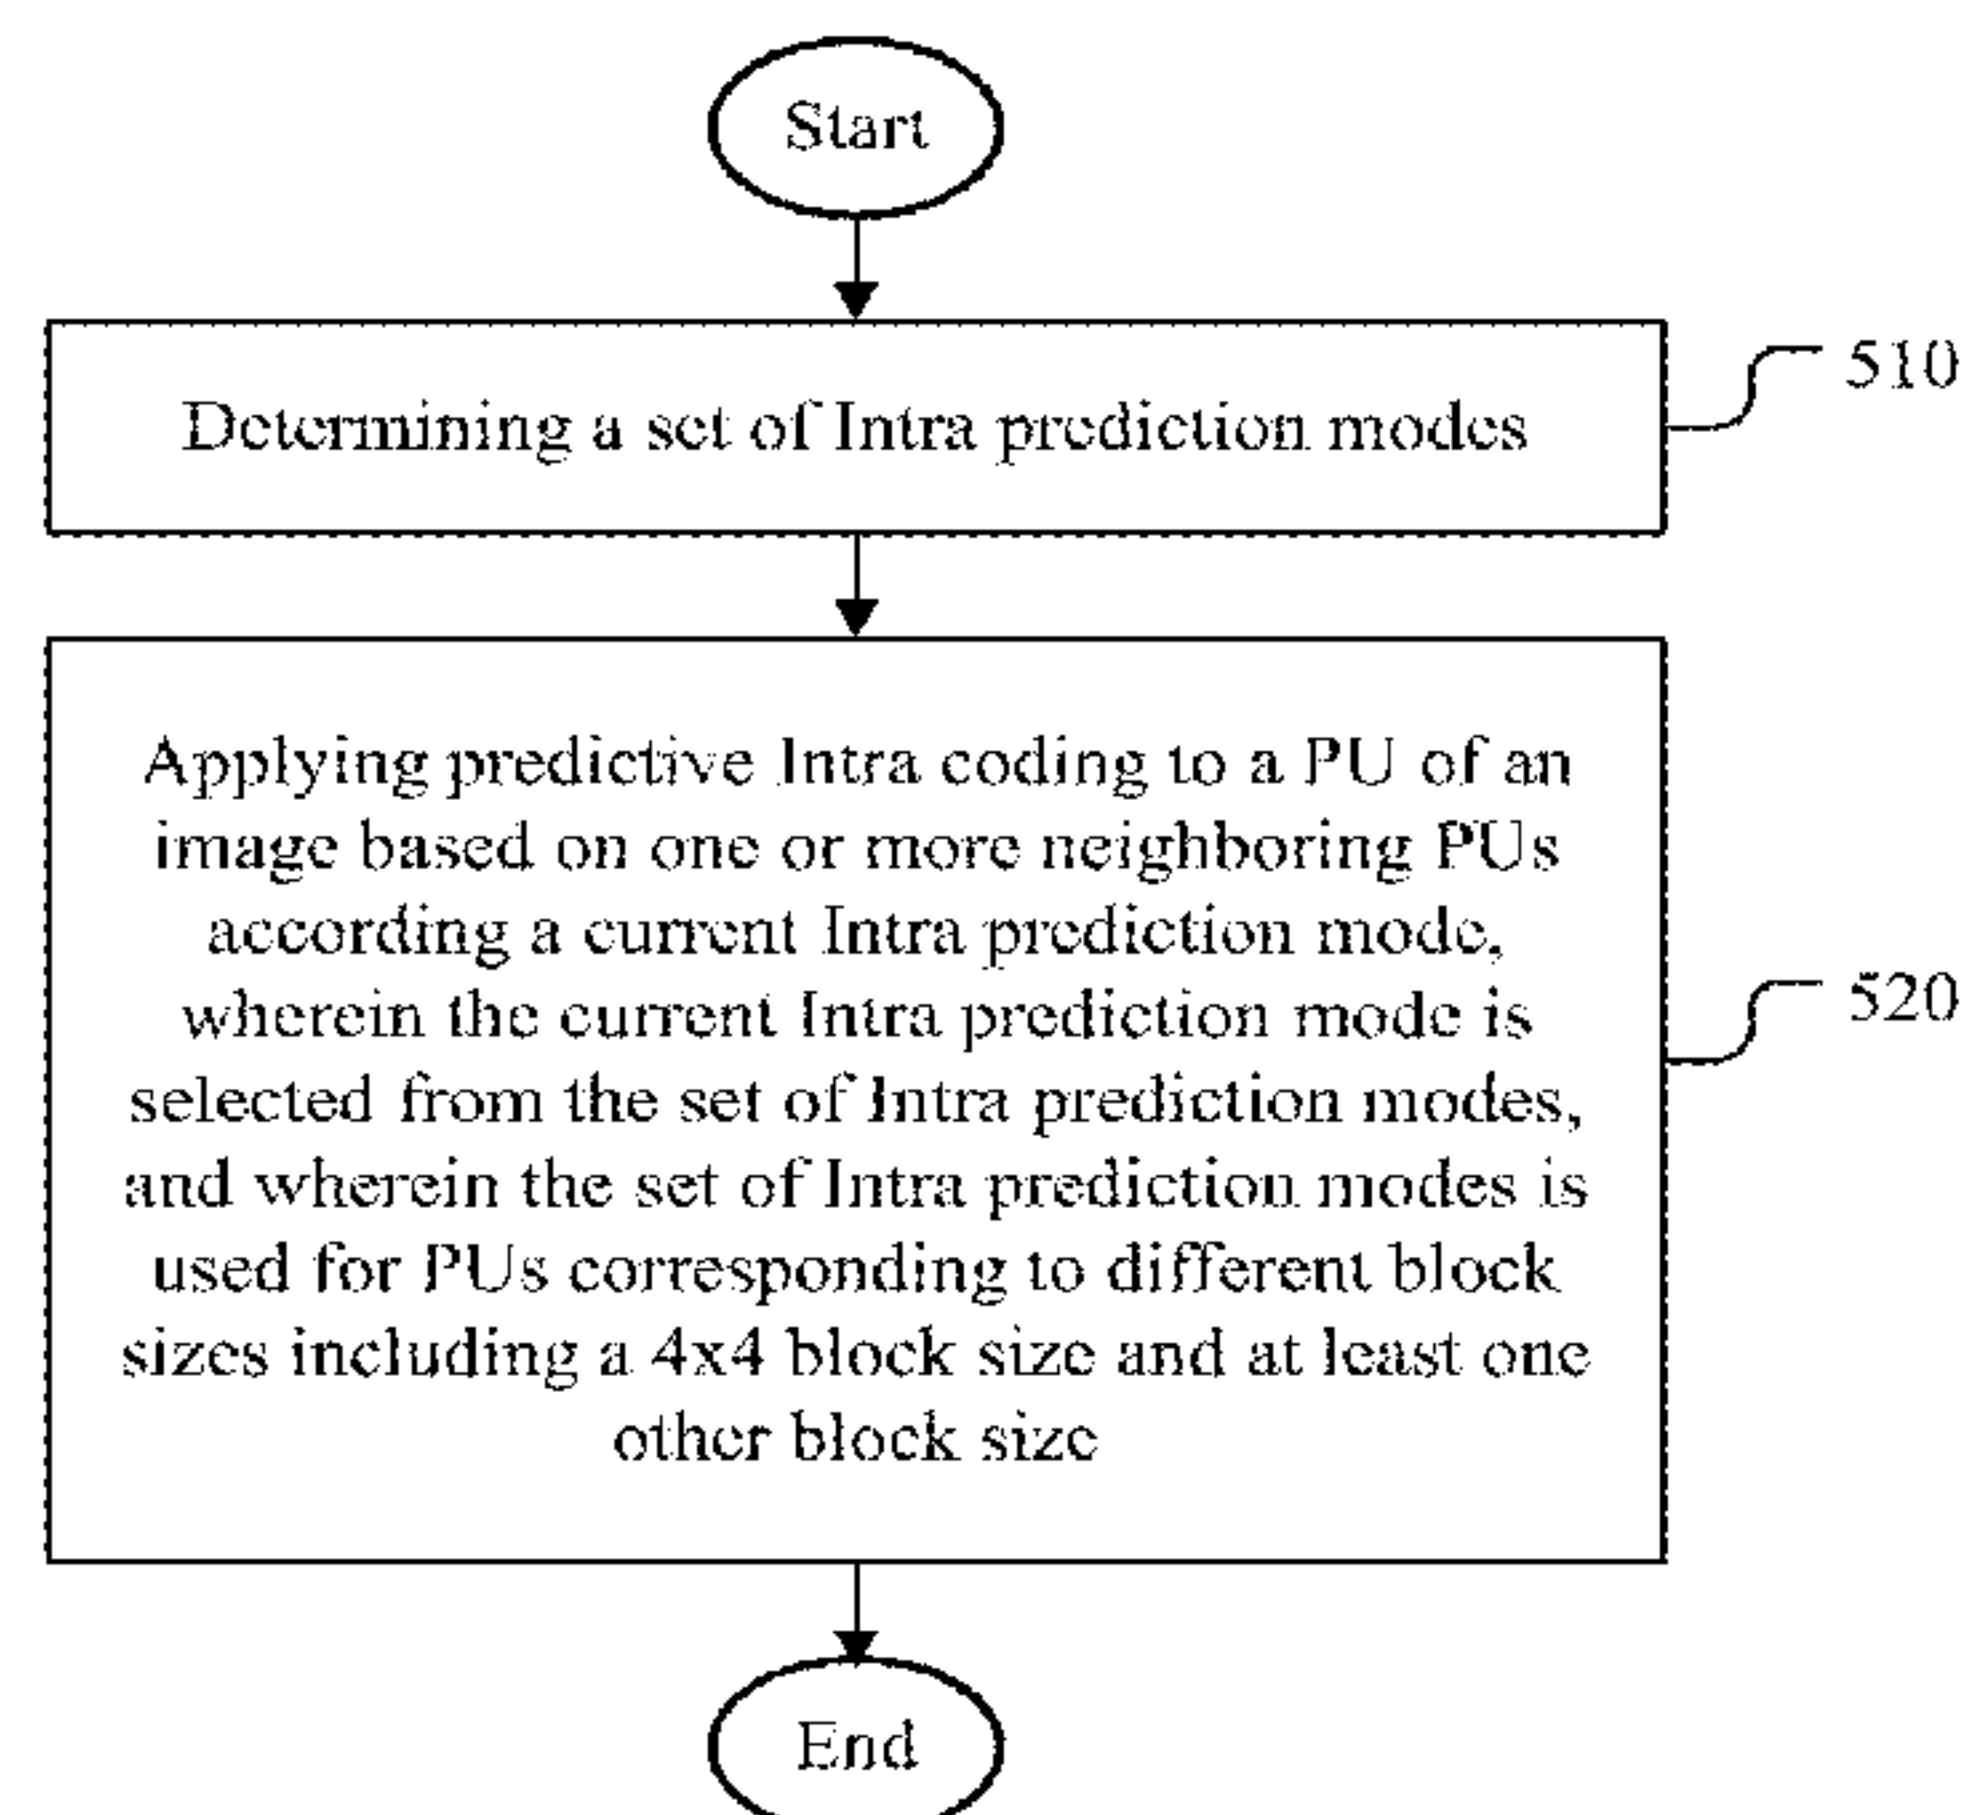 Start
Determining a set of Intra prediction modes
510
Applying predictive Intra coding to a PU of an
image based on one or more neighboring PUs
according a current Intra prediction mode,
wherein the current Intra prediction mode is
selected from the set of Intra prediction modes,
and wherein the set of Intra prediction modes is
used for PUs corresponding to different block
sizes including a 4x4 block size and at least one
other block size
520
End